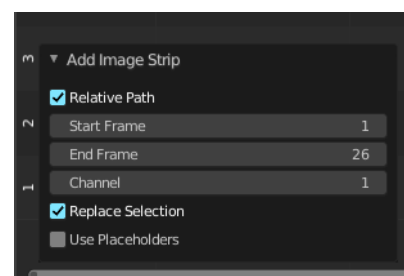 3
Add Image Strip
Relative Path
2
Start Frame 1
End Frame 26
1
Channel 1
Replace Selection
Use Placeholders